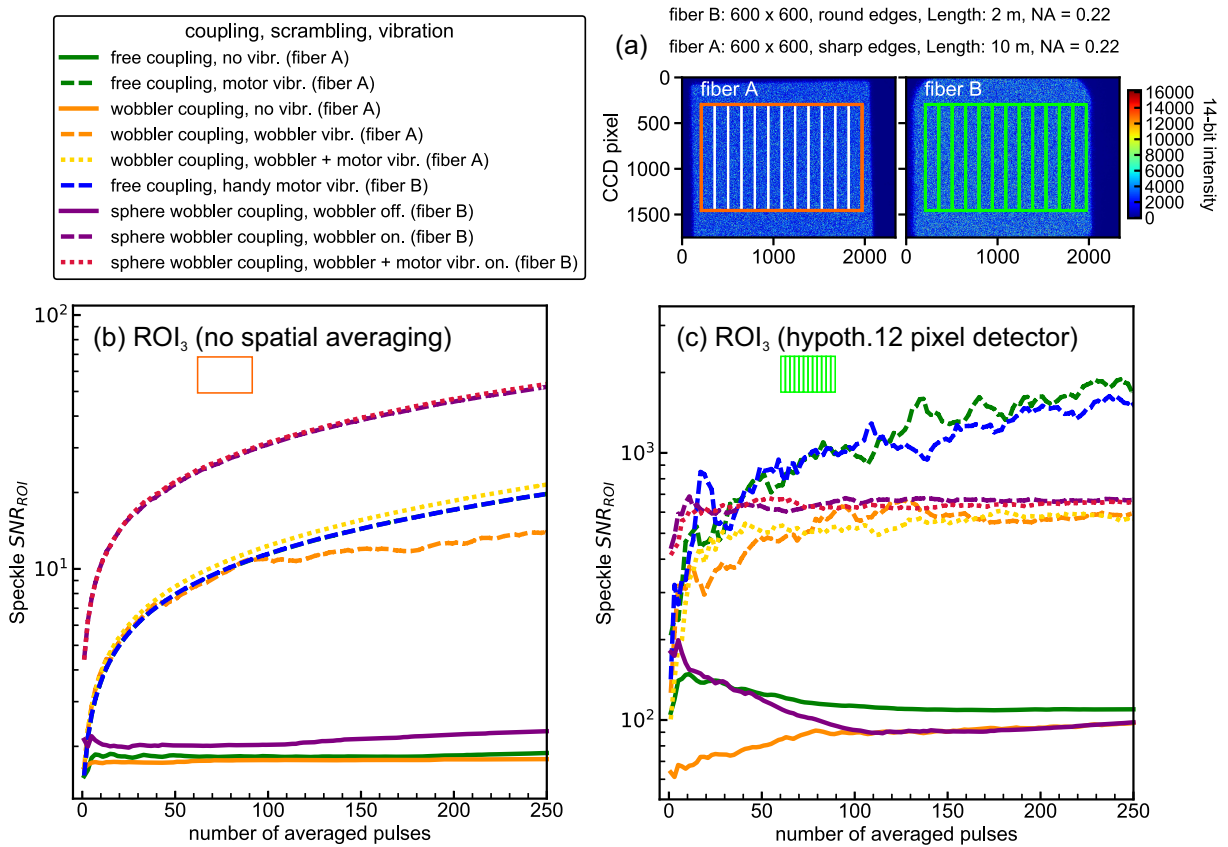 fiber B: 600 x 600, round edges, Length: 2 m, NA = 0.22
(a)
fiber A: 600 x 600, sharp edges, Length: 10 m, NA = 0.22
coupling, scrambling, vibration
free coupling, no vibr. (fiber A)
free coupling, motor vibr. (fiber A)
wobbler coupling, no vibr. (fiber A)
wobbler coupling, wobbler vibr. (fiber A)
wobbler coupling, wobbler + motor vibr. (fiber A)
free coupling, handy motor vibr. (fiber B)
sphere wobbler coupling, wobbler off. (fiber B)
sphere wobbler coupling, wobbler on. (fiber B)
sphere wobbler coupling, wobbler + motor vibr. on. (fiber B)
CCD pixel
0
500
1000
1500
fiber A
0 1000 2000
fiber B
0 1000 2000
16000
14000
12000
10000
8000
6000
4000
2000
0
14-bit intensity
(b) ROI₃ (no spatial averaging)
Speckle SNR_ROI
10²
10¹
0 50 100 150 200 250
number of averaged pulses
(c) ROI₃ (hypoth.12 pixel detector)
Speckle SNR_ROI
10³
10²
0 50 100 150 200 250
number of averaged pulses